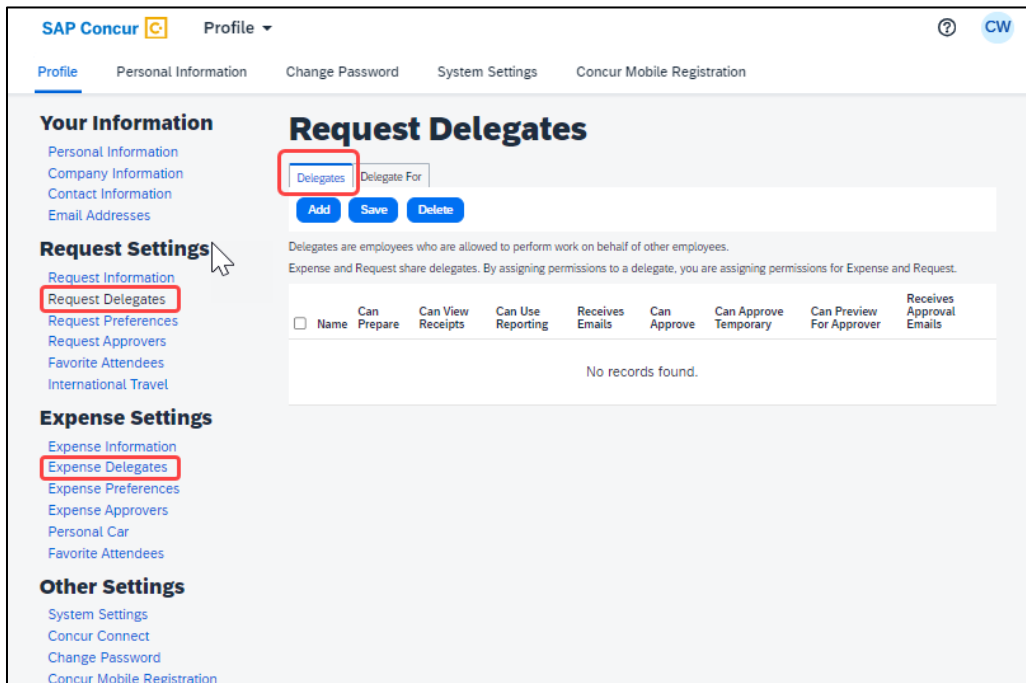 SAP Concur C Profile
CW
Profile Personal Information Change Password System Settings Concur Mobile Registration
Your Information
Personal Information
Company Information
Contact Information
Email Addresses
Request Settings
Request Information
Request Delegates
Request Preferences
Request Approvers
Favorite Attendees
International Travel
Expense Settings
Expense Information
Expense Delegates
Expense Preferences
Expense Approvers
Personal Car
Favorite Attendees
Other Settings
System Settings
Concur Connect
Change Password
Concur Mobile Registration
Request Delegates
Delegates Delegate For
Add Save Delete
Delegates are employees who are allowed to perform work on behalf of other employees.
Expense and Request share delegates. By assigning permissions to a delegate, you are assigning permissions for Expense and Request.
Name Can Prepare Can View Receipts Can Use Reporting Receives Emails Can Approve Can Approve Temporary Can Preview For Approver Receives Approval Emails
No records found.